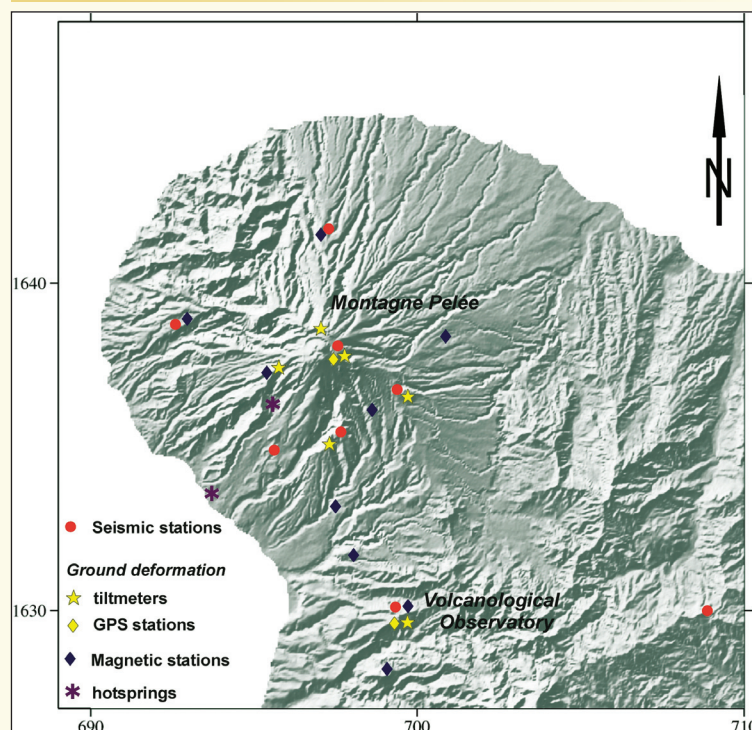 N
1640
Montagne Pelée
Seismic stations
Ground deformation
tiltmeters
GPS stations
Magnetic stations
hotsprings
Volcanological
Observatory
1630
690
700
710